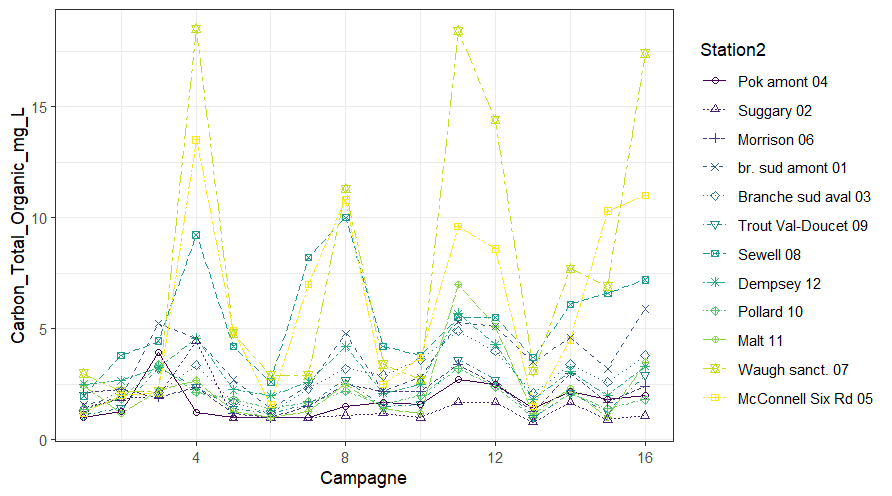 Carbon_Total_Organic_mg_L
15
10
5
0
4
8
12
16
Campagne
Station2
Pok amont 04
Suggary 02
Morrison 06
br. sud amont 01
Branche sud aval 03
Trout Val-Doucet 09
Sewell 08
Dempsey 12
Pollard 10
Malt 11
Waugh sanct. 07
McConnell Six Rd 05